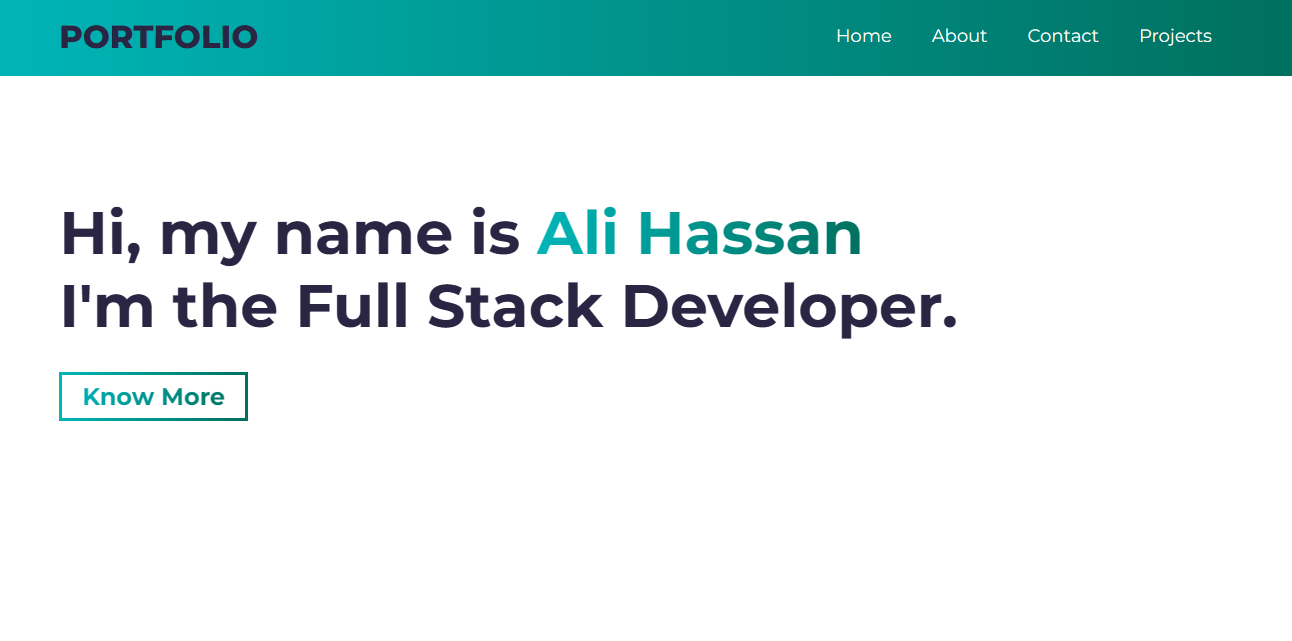 PORTFOLIO
Home About Contact Projects
Hi, my name is Ali Hassan
I'm the Full Stack Developer.
Know More